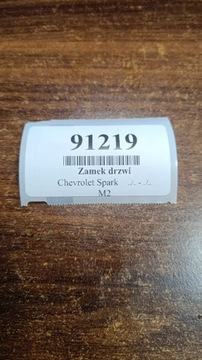 91219
Zamek drzwi
Chevrolet Spark ./. - ./.
M2